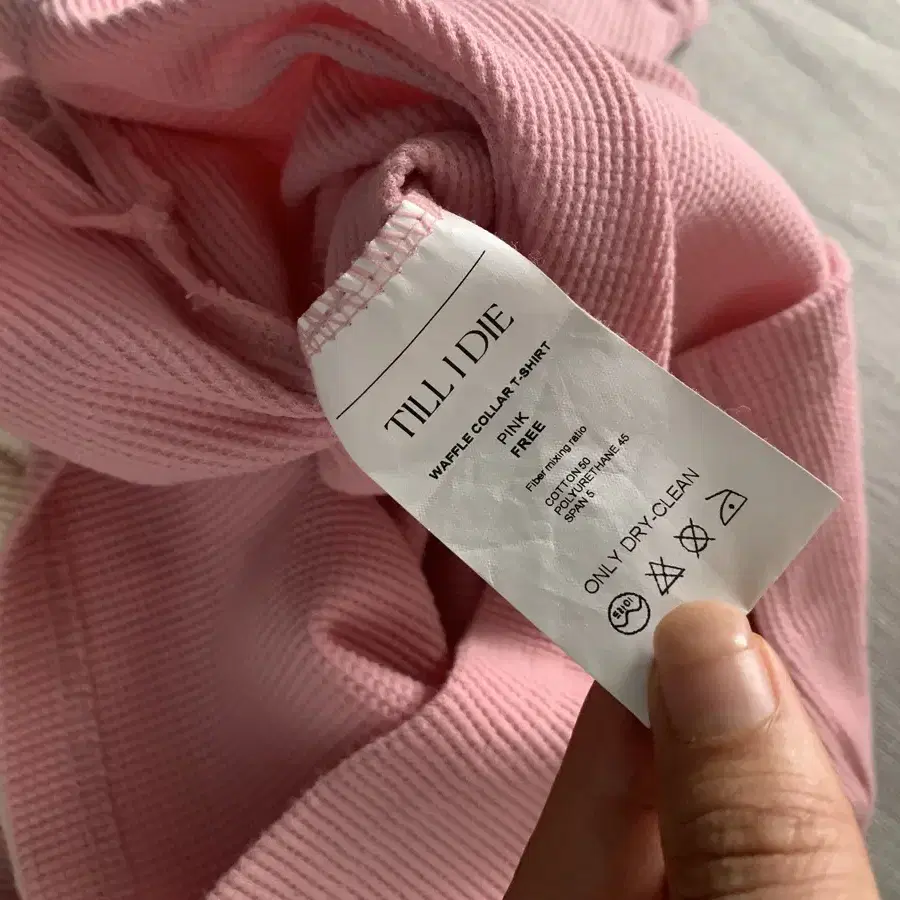 TILL I DIE
WAFFLE COLLAR T-SHIRT
PINK
FREE
Fiber mixing ratio
COTTON 50
POLYURETHANE 45
SPAN 5
ONLY DRY-CLEAN